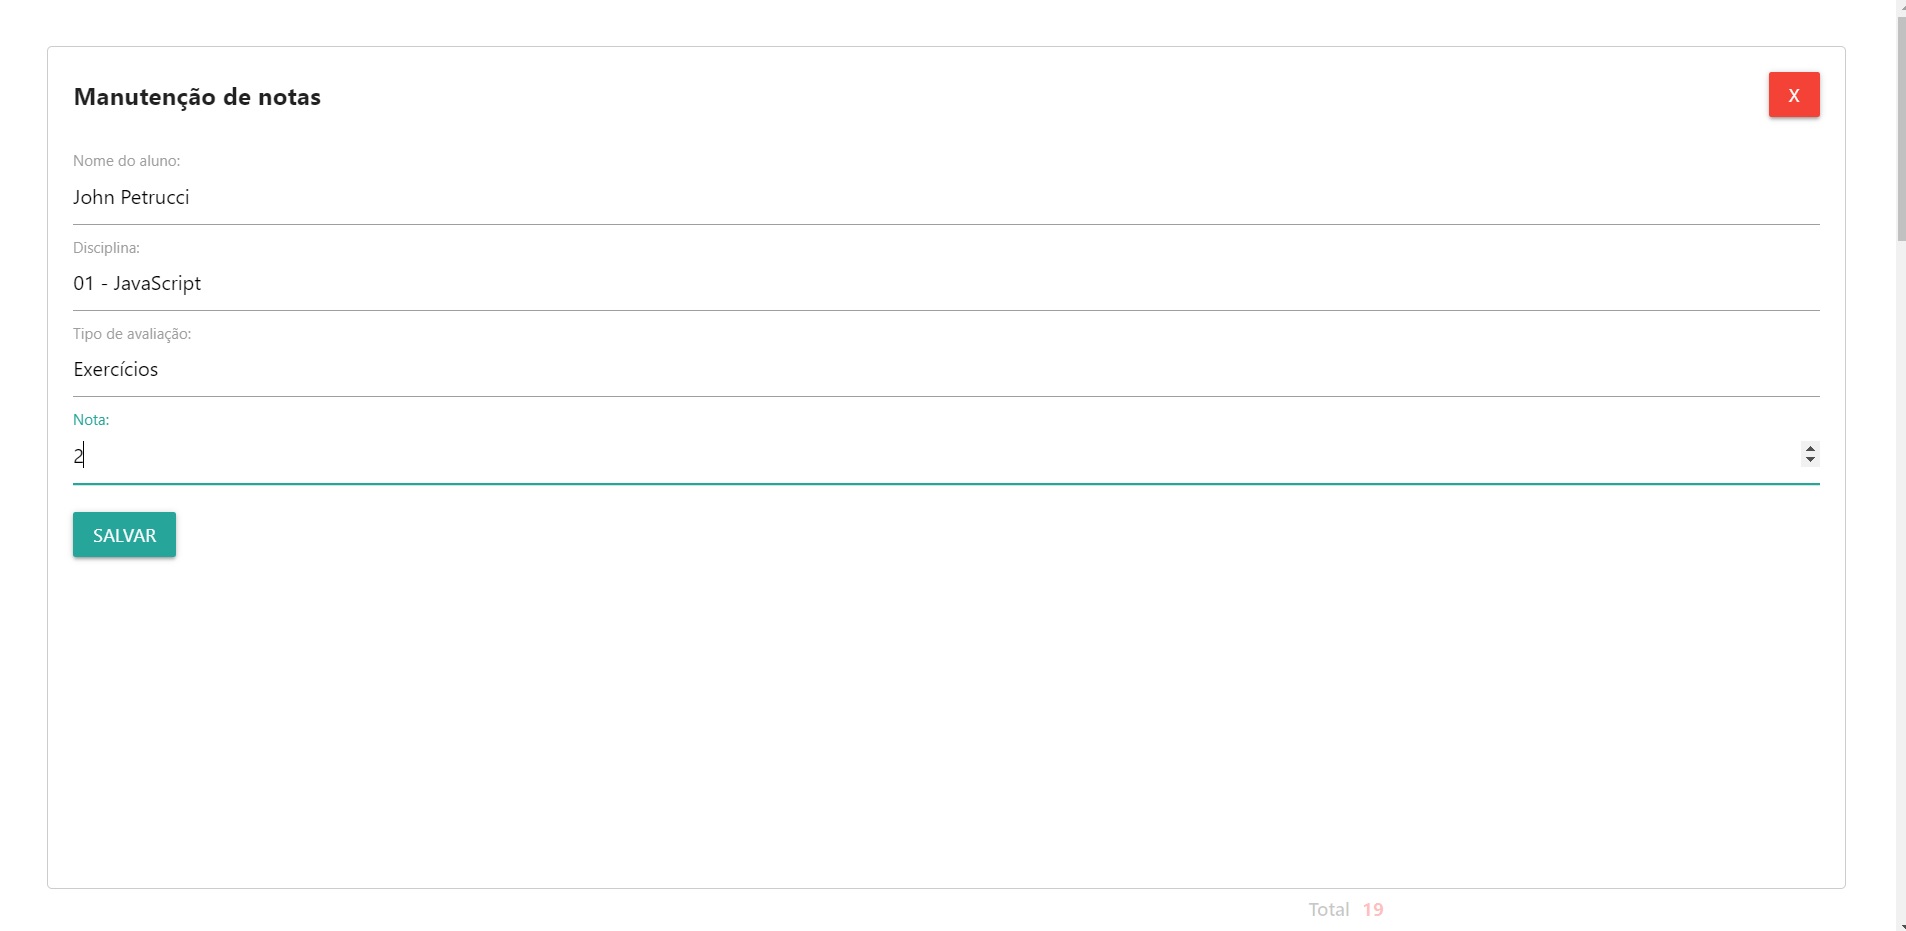 Manutenção de notas
X
Nome do aluno:
John Petrucci
Disciplina:
01 - JavaScript
Tipo de avaliação:
Exercícios
Nota:
2
SALVAR
Total 19